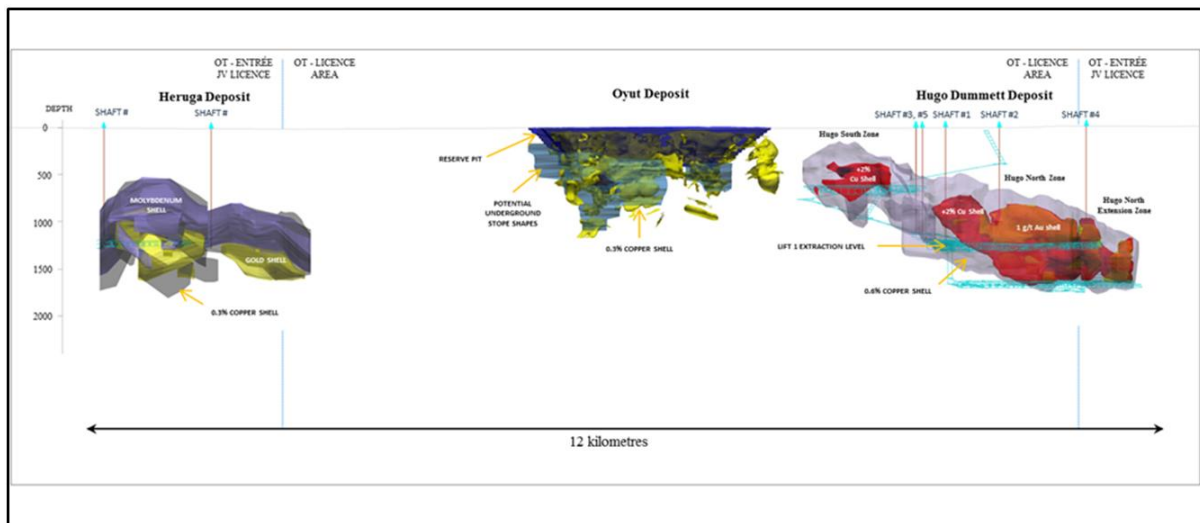 OT - ENTRÉE
JV LICENCE
OT - LICENCE
AREA
OT - LICENCE
AREA
OT - ENTRÉE
JV LICENCE
Heruga Deposit
Oyut Deposit
Hugo Dummett Deposit
DEPTH
SHAFT #
SHAFT #
SHAFT #3, #5
SHAFT #1
SHAFT #2
SHAFT #4
0
500
1000
1500
2000
MOLYBDENUM
SHELL
GOLD SHELL
0.3% COPPER SHELL
RESERVE PIT
POTENTIAL
UNDERGROUND
STOPE SHAPES
0.3% COPPER SHELL
Hugo South Zone
+2%
Cu Shell
Hugo North Zone
Hugo North
Extension Zone
+2% Cu Shell
1 g/t Au shell
LIFT 1 EXTRACTION LEVEL
0.6% COPPER SHELL
12 kilometres